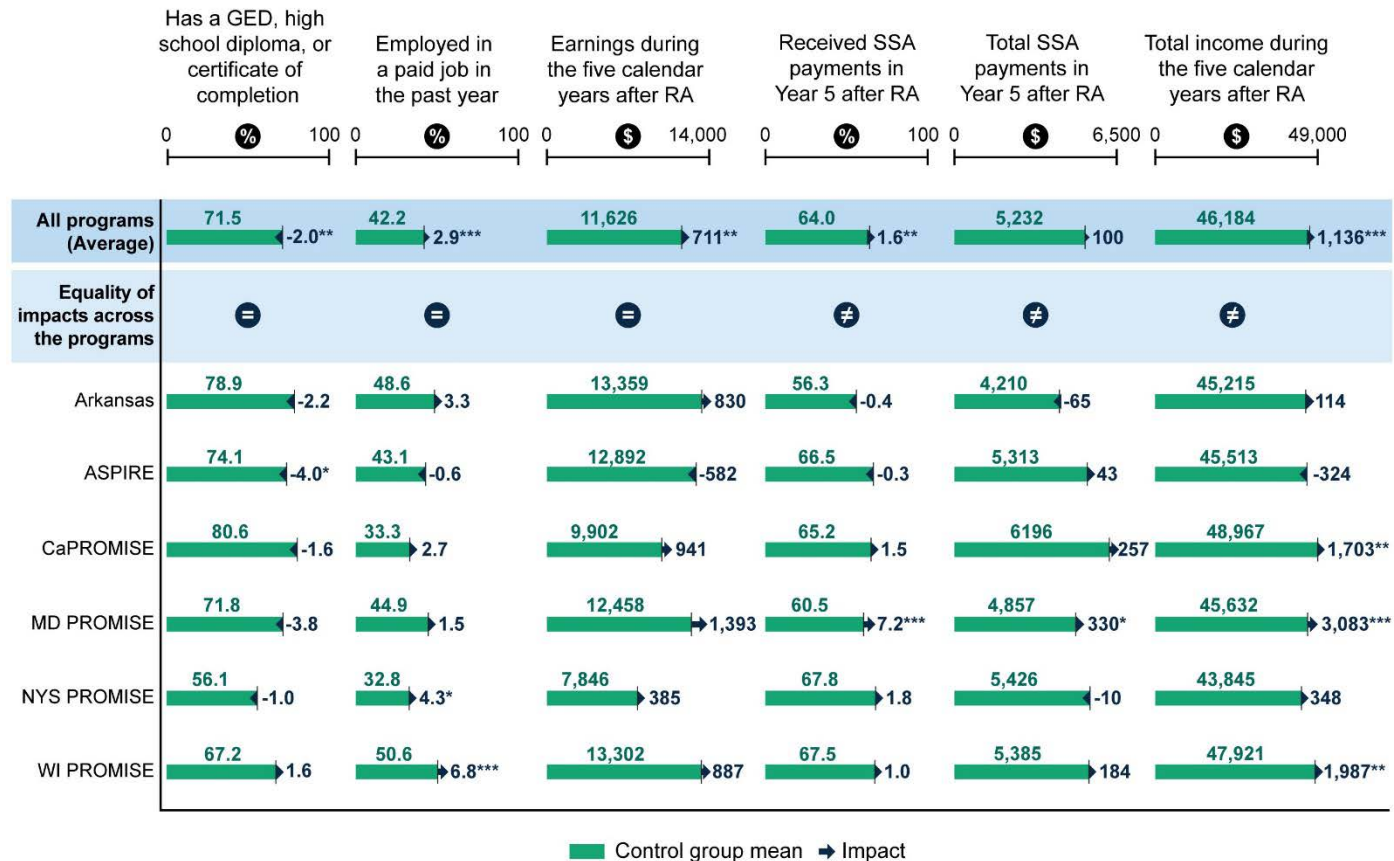 Has a GED, high
school diploma, or
certificate of
completion
Employed in
a paid job in
the past year
Earnings during
the five calendar
years after RA
Received SSA
payments in
Year 5 after RA
Total SSA
payments in
Year 5 after RA
Total income during
the five calendar
years after RA
0 % 100
0 % 100
0 $ 14,000
0 % 100
0 $ 6,500
0 $ 49,000
All programs
(Average)
71.5 -2.0**
42.2 2.9***
11,626 711**
64.0 1.6**
5,232 100
46,184 1,136***
Equality of
impacts across
the programs
= = = ≠ ≠ ≠
Arkansas
78.9 -2.2
48.6 3.3
13,359 830
56.3 -0.4
4,210 -65
45,215 114
ASPIRE
74.1 -4.0*
43.1 -0.6
12,892 -582
66.5 -0.3
5,313 43
45,513 -324
CaPROMISE
80.6 -1.6
33.3 2.7
9,902 941
65.2 1.5
6196 257
48,967 1,703**
MD PROMISE
71.8 -3.8
44.9 1.5
12,458 1,393
60.5 7.2***
4,857 330*
45,632 3,083***
NYS PROMISE
56.1 -1.0
32.8 4.3*
7,846 385
67.8 1.8
5,426 -10
43,845 348
WI PROMISE
67.2 1.6
50.6 6.8***
13,302 887
67.5 1.0
5,385 184
47,921 1,987**
Control group mean Impact